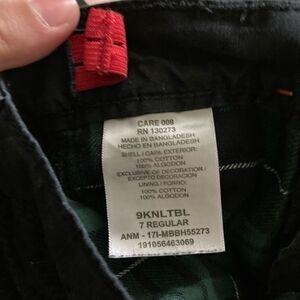 CARE 008
RN 130273
MADE IN BANGLADESH
HECHO EN BANGLADESH
SHELL / CAPA EXTERIOR:
100% COTTON
100% ALGODON
EXCLUSIVE OF DECORATION /
EXCEPTO DECORACION
LINING / FORRO:
100% COTTON
100% ALGODON
9KNLTBL
7 REGULAR
ANM - 17I-MBBH55273
191056463069